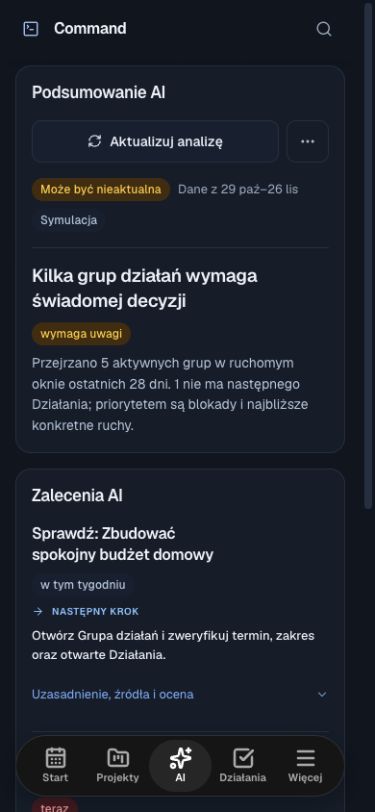 Command
Podsumowanie AI
Aktualizuj analizę
Może być nieaktualna Dane z 29 paź–26 lis
Symulacja
Kilka grup działań wymaga
świadomej decyzji
wymaga uwagi
Przejrzano 5 aktywnych grup w ruchomym
oknie ostatnich 28 dni. 1 nie ma następnego
Działania; priorytetem są blokady i najbliższe
konkretne ruchy.
Zalecenia AI
Sprawdź: Zbudować
spokojny budżet domowy
w tym tygodniu
→ NASTĘPNY KROK
Otwórz Grupa działań i zweryfikuj termin, zakres
oraz otwarte Działania.
Uzasadnienie, źródła i ocena
Start Projekty AI Działania Więcej
teraz